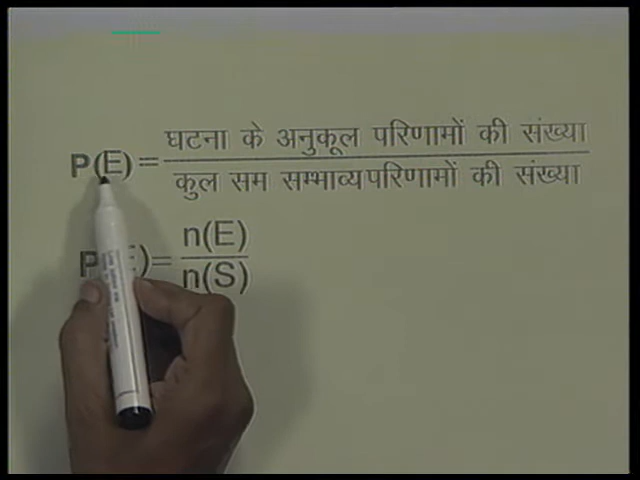 P(E) = घटना के अनुकूल परिणामों की संख्या
कुल सम सम्भाव्य परिणामों की संख्या
P(E) = n(E)
n(S)